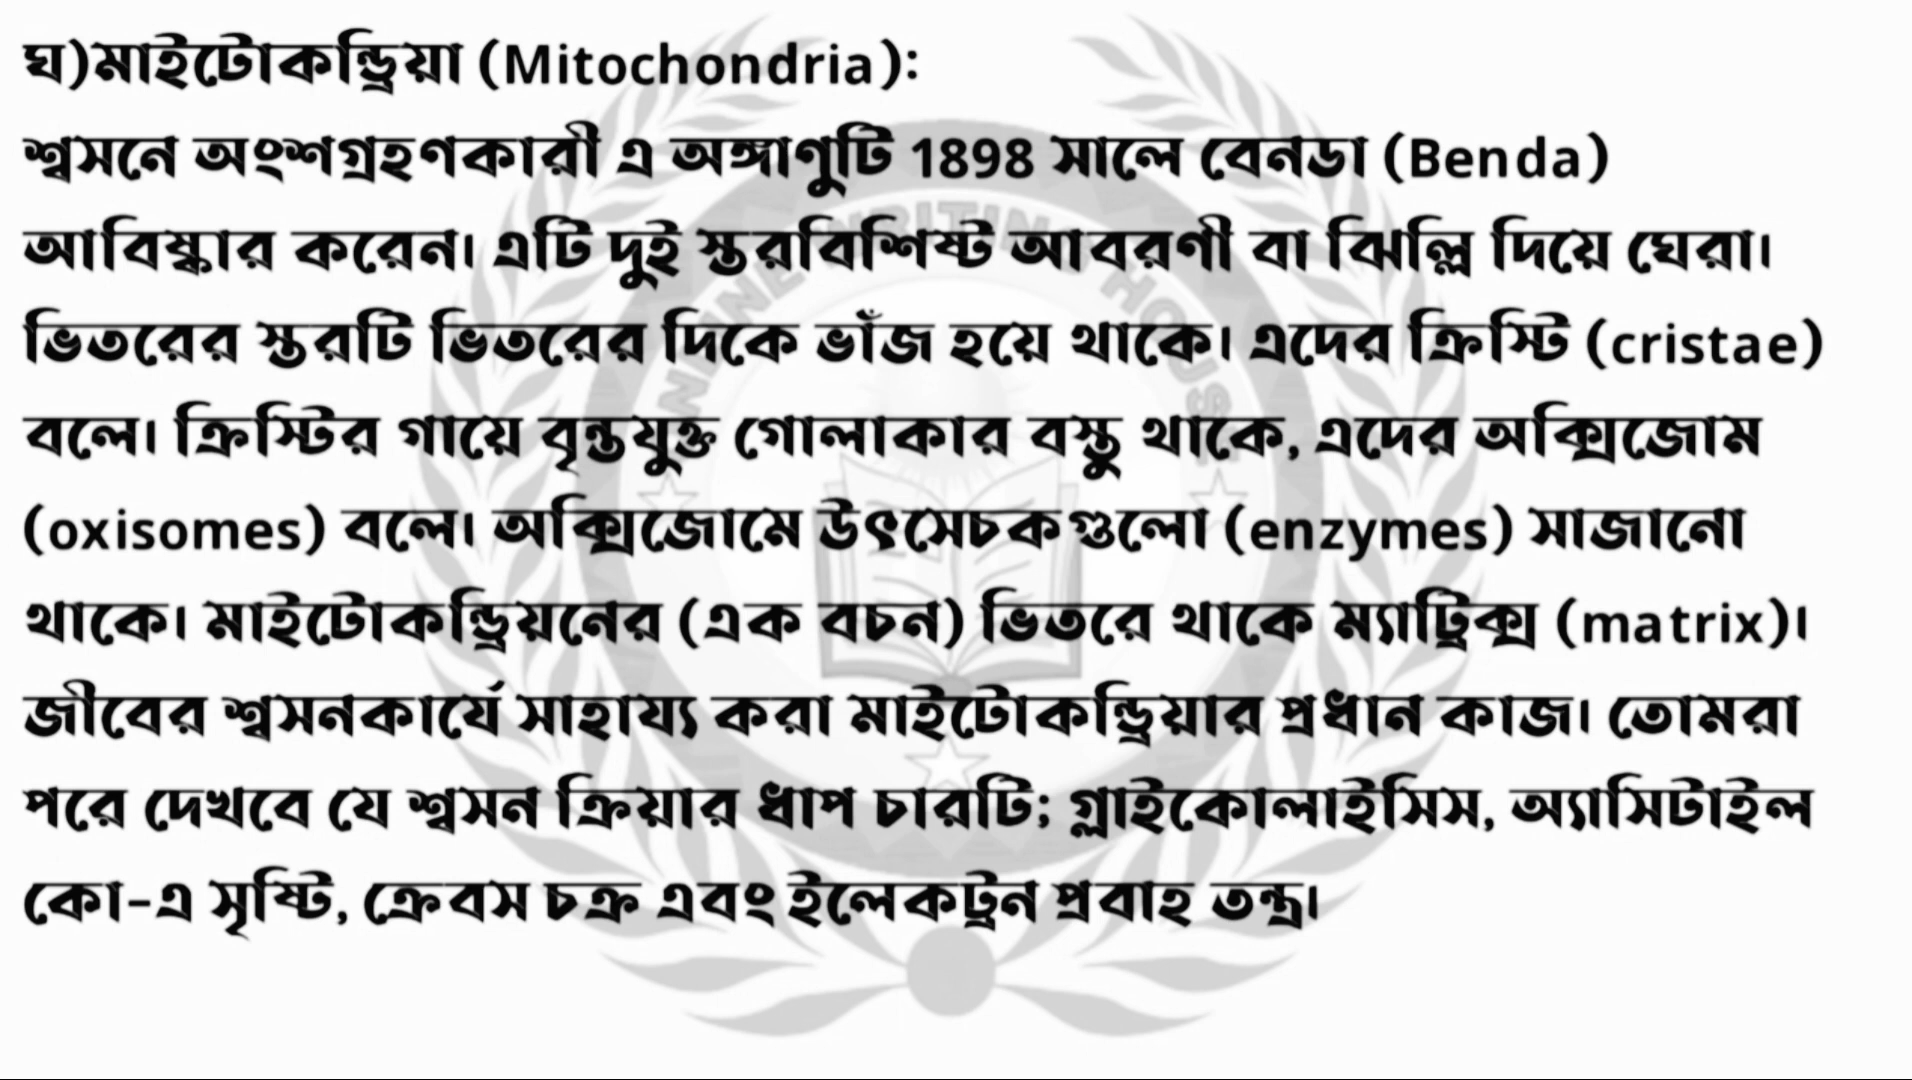 ঘ)মাইটোকন্ড্রিয়া (Mitochondria):
শ্বসনে অংশগ্রহণকারী এ অঙ্গাণুটি 1898 সালে বেনডা (Benda)
আবিষ্কার করেন। এটি দুই স্তরবিশিষ্ট আবরণী বা ঝিল্লি দিয়ে ঘেরা।
ভিতরের স্তরটি ভিতরের দিকে ভাঁজ হয়ে থাকে। এদের ক্রিস্টি (cristae)
বলে। ক্রিস্টির গায়ে বৃন্তযুক্ত গোলাকার বস্তু থাকে, এদের অক্সিজোম
(oxisomes) বলে। অক্সিজোমে উৎসেচকগুলো (enzymes) সাজানো
থাকে। মাইটোকন্ড্রিয়নের (এক বচন) ভিতরে থাকে ম্যাট্রিক্স (matrix)।
জীবের শ্বসনকার্যে সাহায্য করা মাইটোকন্ড্রিয়ার প্রধান কাজ। তোমরা
পরে দেখবে যে শ্বসন ক্রিয়ার ধাপ চারটি; গ্লাইকোলাইসিস, অ্যাসিটাইল
কো-এ সৃষ্টি, ক্রেবস চক্র এবং ইলেকট্রন প্রবাহ তন্ত্র।
WRITING HOUSE